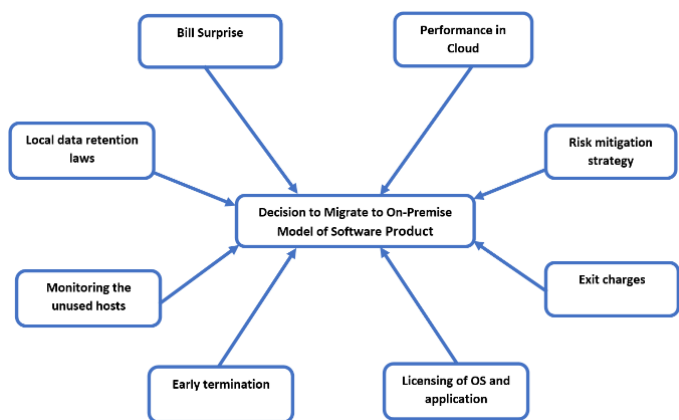 Bill Surprise
Performance in
Cloud
Local data retention
laws
Risk mitigation
strategy
Decision to Migrate to On-Premise
Model of Software Product
Monitoring the
unused hosts
Exit charges
Early termination
Licensing of OS and
application